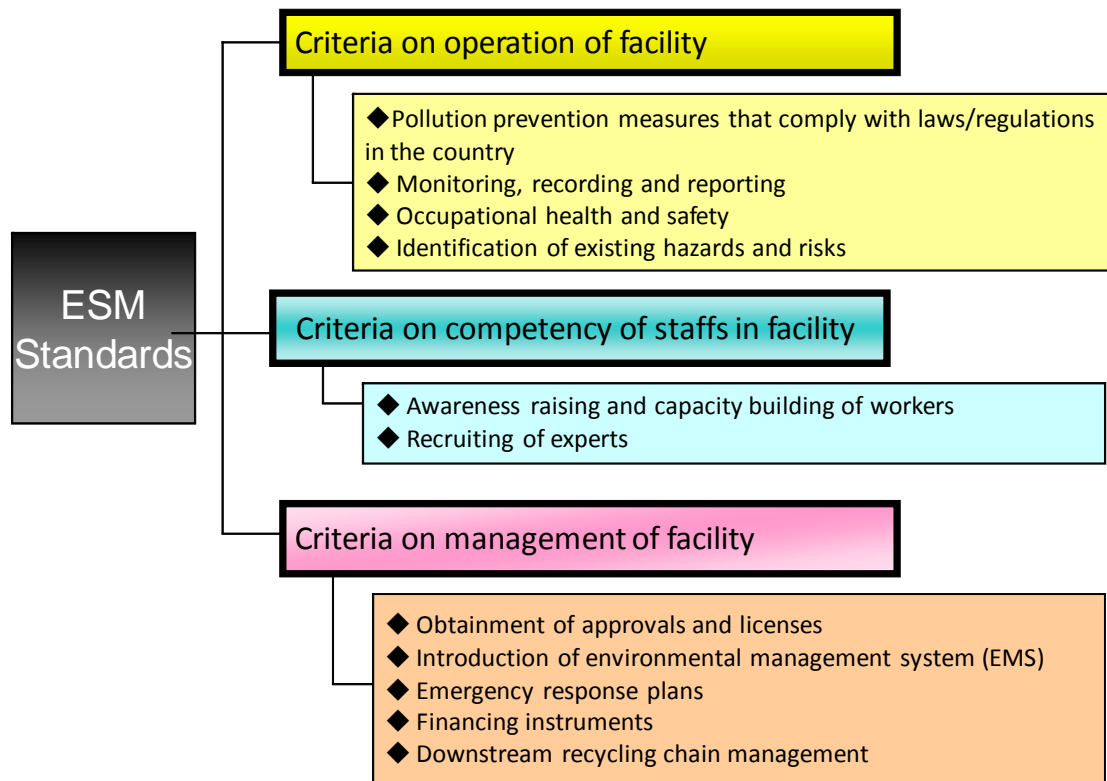 Criteria on operation of facility
◆Pollution prevention measures that comply with laws/regulations
in the country
◆ Monitoring, recording and reporting
◆ Occupational health and safety
◆ Identification of existing hazards and risks
ESM
Standards
Criteria on competency of staffs in facility
◆ Awareness raising and capacity building of workers
◆ Recruiting of experts
Criteria on management of facility
◆ Obtainment of approvals and licenses
◆ Introduction of environmental management system (EMS)
◆ Emergency response plans
◆ Financing instruments
◆ Downstream recycling chain management